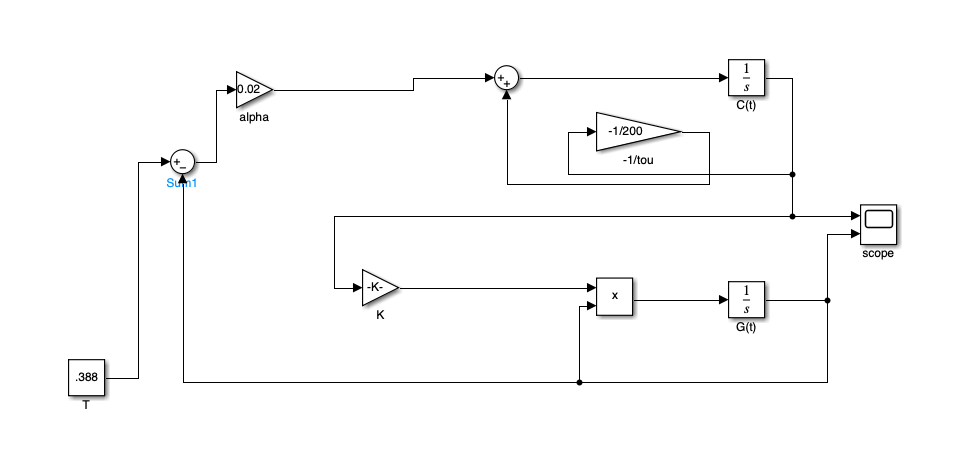 0.02
alpha
+
+
1
s
C(t)
-1/200
-1/tou
+
−
Sum1
scope
-K-
K
x
1
s
G(t)
.388
T